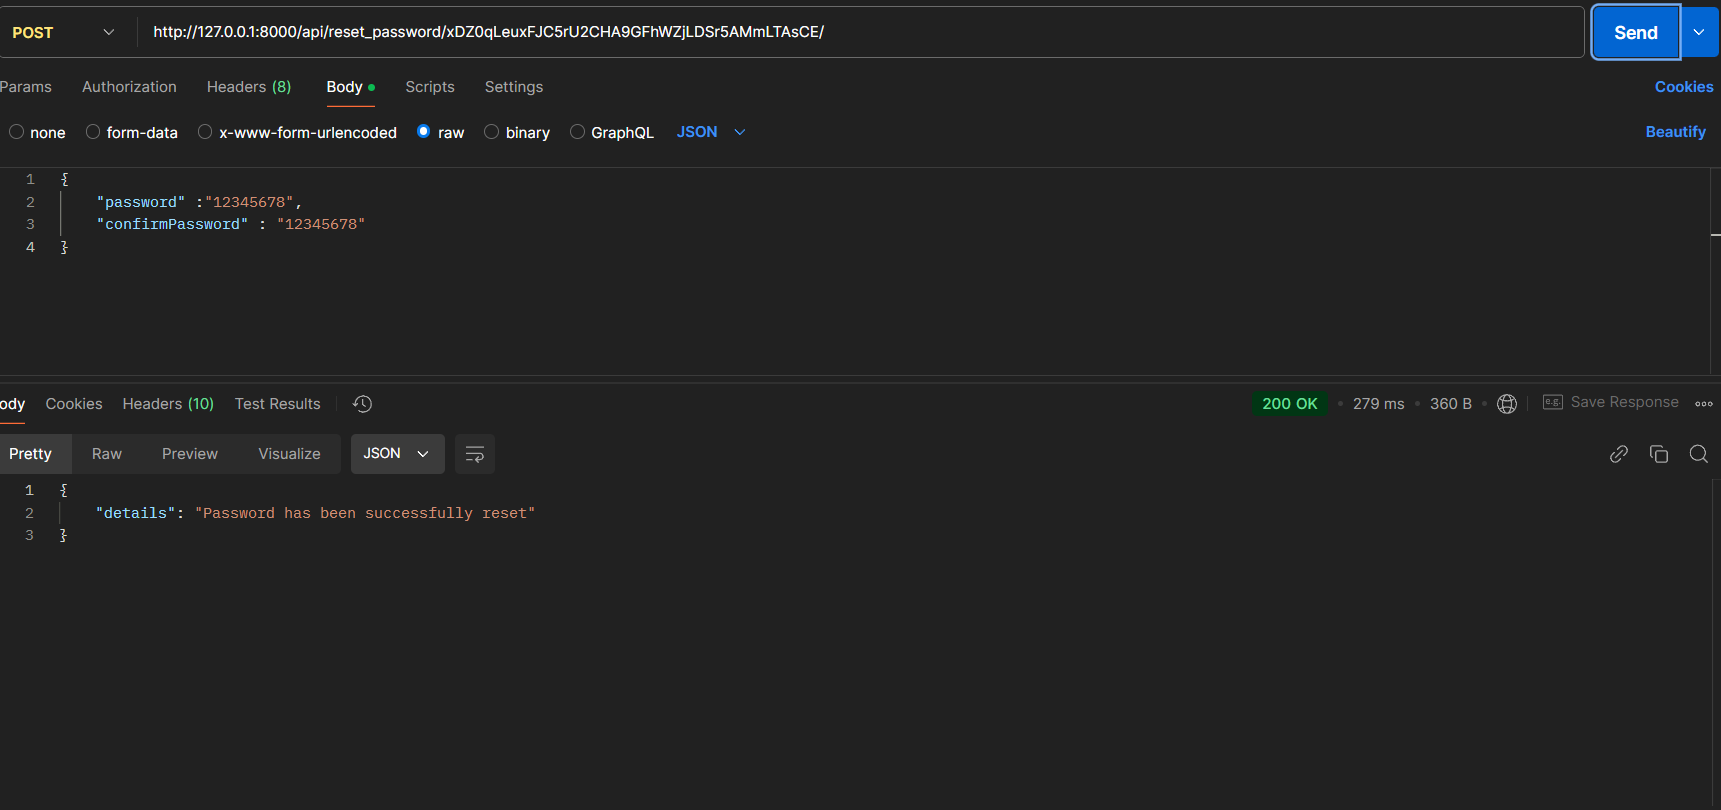 POST http://127.0.0.1:8000/api/reset_password/xDZ0qLeuxFJC5rU2CHA9GFhWZjLDSr5AMmLTAsCE/ Send
Params Authorization Headers (8) Body Scripts Settings Cookies
none form-data x-www-form-urlencoded raw binary GraphQL JSON Beautify
1 {
2 "password" :"12345678",
3 "confirmPassword" : "12345678"
4 }
ody Cookies Headers (10) Test Results 200 OK 279 ms 360 B e.g. Save Response
Pretty Raw Preview Visualize JSON
1 {
2 "details": "Password has been successfully reset"
3 }